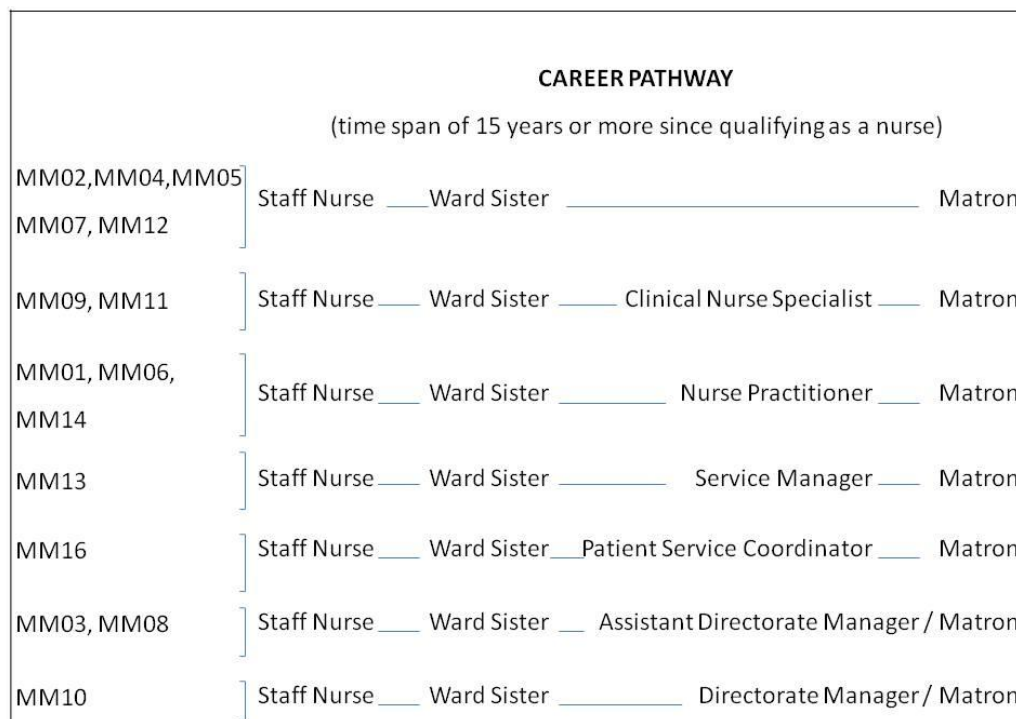 CAREER PATHWAY
(time span of 15 years or more since qualifying as a nurse)
MM02,MM04,MM05
MM07, MM12
Staff Nurse Ward Sister Matron
MM09, MM11
Staff Nurse Ward Sister Clinical Nurse Specialist Matron
MM01, MM06,
MM14
Staff Nurse Ward Sister Nurse Practitioner Matron
MM13
Staff Nurse Ward Sister Service Manager Matron
MM16
Staff Nurse Ward Sister Patient Service Coordinator Matron
MM03, MM08
Staff Nurse Ward Sister Assistant Directorate Manager / Matron
MM10
Staff Nurse Ward Sister Directorate Manager / Matron